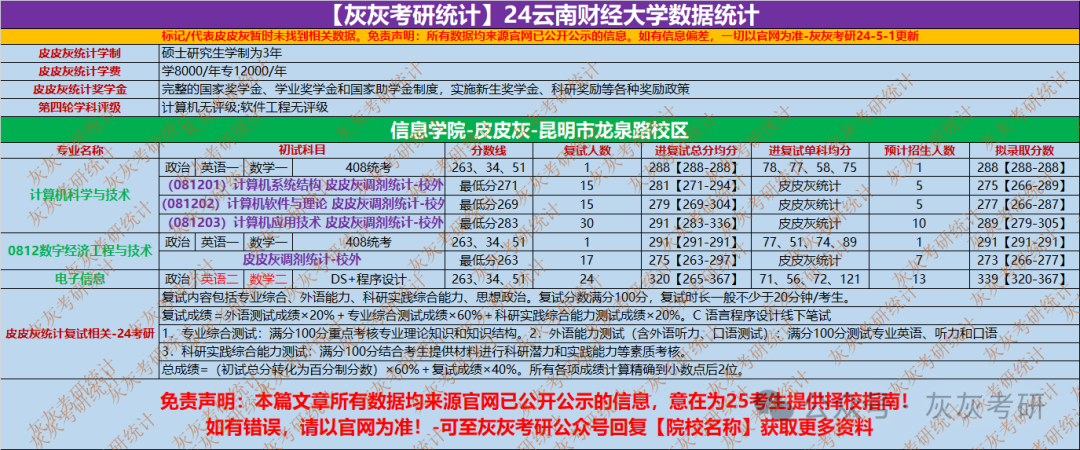 【灰灰考研统计】24云南财经大学数据统计
标记/代表皮皮灰暂时未找到相关数据。免责声明：所有数据均来源官网已公开公示的信息。如有信息偏差，一切以官网为准-灰灰考研24-5-1更新
皮皮灰统计学制 硕士研究生学制为3年
皮皮灰统计学费 学8000/年专12000/年
皮皮灰统计奖学金 完整的国家奖学金、学业奖学金和国家助学金制度，实施新生奖学金、科研奖励等各种奖励政策
第四轮学科评级 计算机无评级;软件工程无评级
信息学院-皮皮灰-昆明市龙泉路校区
专业名称 初试科目 分数线 复试人数 进复试总分均分 进复试单科均分 预计招生人数 拟录取分数
计算机科学与技术 政治 英语一 数学一 408统考 263、34、51 1 288【288-288】 78、77、58、75 1 288【288-288】
（081201）计算机系统结构 皮皮灰调剂统计-校外 最低分271 15 281【271-294】 皮皮灰统计 5 275【266-289】
（081202）计算机软件与理论 皮皮灰调剂统计-校外 最低分269 15 279【269-304】 皮皮灰统计 5 277【266-287】
（081203）计算机应用技术 皮皮灰调剂统计-校外 最低分283 30 291【283-336】 皮皮灰统计 10 289【279-305】
0812数字经济工程与技术 政治 英语一 数学一 408统考 263、34、51 1 291【291-291】 77、51、74、89 1 291【291-291】
皮皮灰调剂统计-校外 最低分263 17 275【263-297】 皮皮灰统计 7 273【266-277】
电子信息 政治 英语二 数学二 DS+程序设计 263、34、51 24 320【265-367】 71、56、72、121 13 339【320-367】
皮皮灰统计复试相关-24考研
复试内容包括专业综合、外语能力、科研实践综合能力、思想政治。复试分数满分100分，复试时长一般不少于20分钟/考生。
复试成绩＝外语测试成绩×20%＋专业综合测试成绩×60%＋科研实践综合能力测试成绩×20%。C 语言程序设计线下笔试
1．专业综合测试：满分100分重点考核专业理论知识和知识结构。2．外语能力测试（含外语听力、口语测试）：满分100分测试专业英语、听力和口语
3．科研实践综合能力测试：满分100分结合考生提供材料进行科研潜力和实践能力等素质考核。
总成绩=（初试总分转化为百分制分数）×60%＋复试成绩×40%。所有各项成绩计算精确到小数点后2位。
免责声明：本篇文章所有数据均来源官网已公开公示的信息，意在为25考生提供择校指南！
如有错误，请以官网为准！-可至灰灰考研公众号回复【院校名称】获取更多资料
公众号 灰灰考研